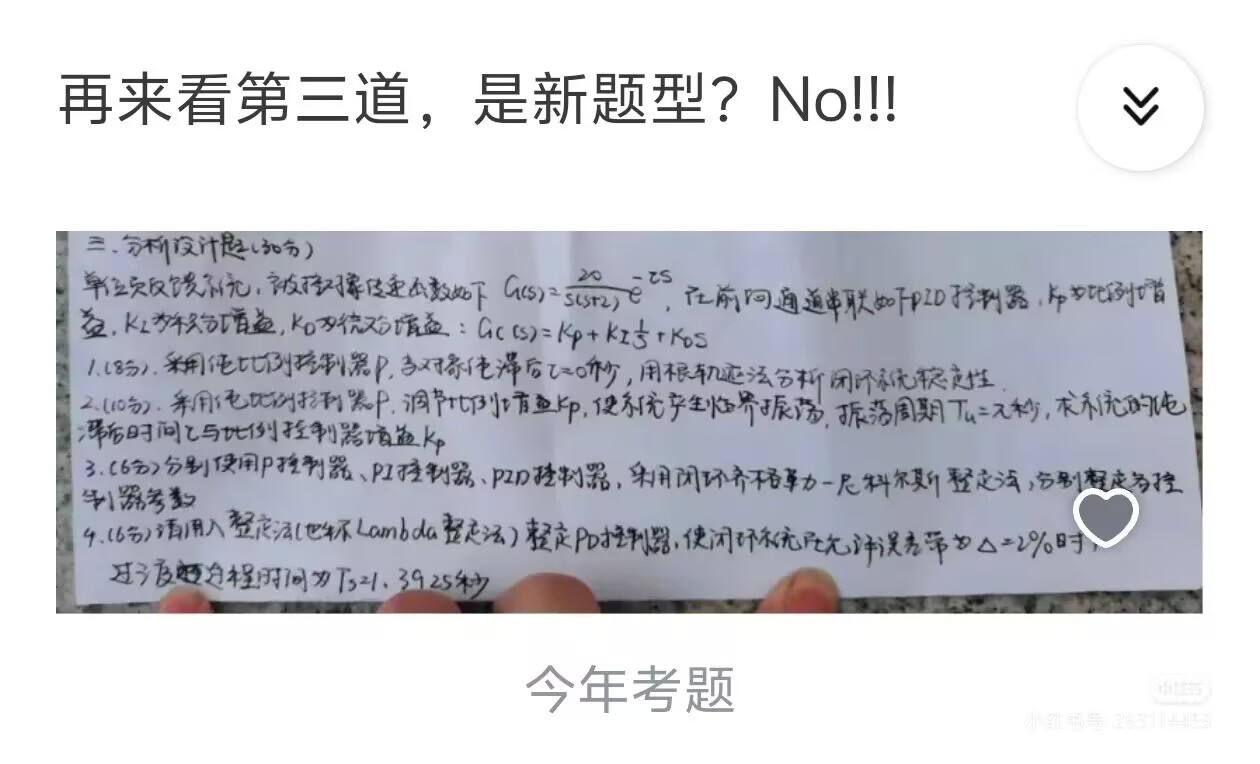 再来看第三道，是新题型？No!!!
三.分析设计题(30分)
单位负反馈系统，被控对象传递函数如下 G(s)=20/s(s+2) e^-τs，在前向通道串联如下PID控制器，Kp为比例增
益，KI为积分增益，KD为微分增益：Gc(s)=Kp+KI1/s+KDs
1.(8分).采用纯比例控制器P，当对象纯滞后τ=0秒，用根轨迹法分析闭环系统稳定性.
2.(10分).采用纯比例控制器P，调节比例增益Kp，使系统产生临界振荡，振荡周期Tu=π秒，求系统的纯
滞后时间τ与比例控制器增益Kp
3.(6分)分别使用P控制器、PI控制器、PID控制器，采用闭环齐格勒-尼科尔斯整定法，分别整定各控
制器参数
4.(6分)请用λ整定法(也称Lambda整定法)整定PD控制器，使闭环系统在允许误差带为Δ=2%时，
过渡过程时间为Ts=1.3925秒
今年考题
小红书